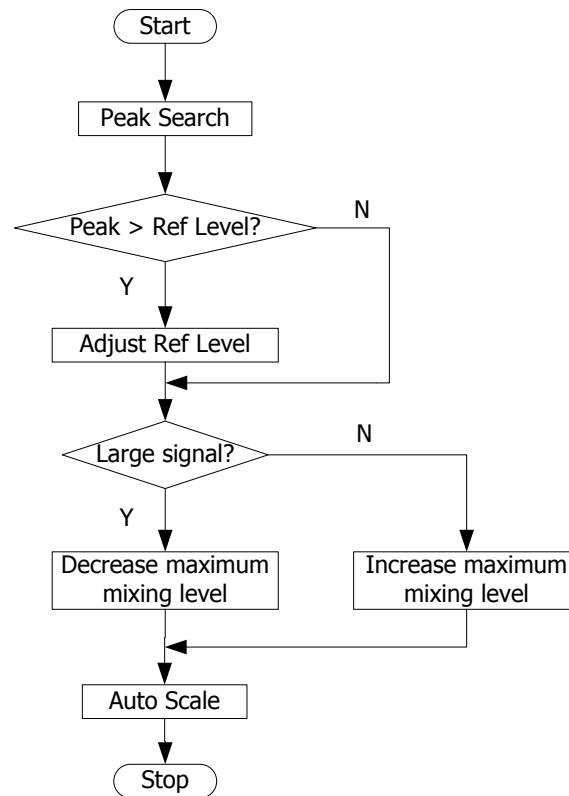 Start
Peak Search
Peak > Ref Level?
N
Y
Adjust Ref Level
Large signal?
N
Y
Decrease maximum
mixing level
Increase maximum
mixing level
Auto Scale
Stop